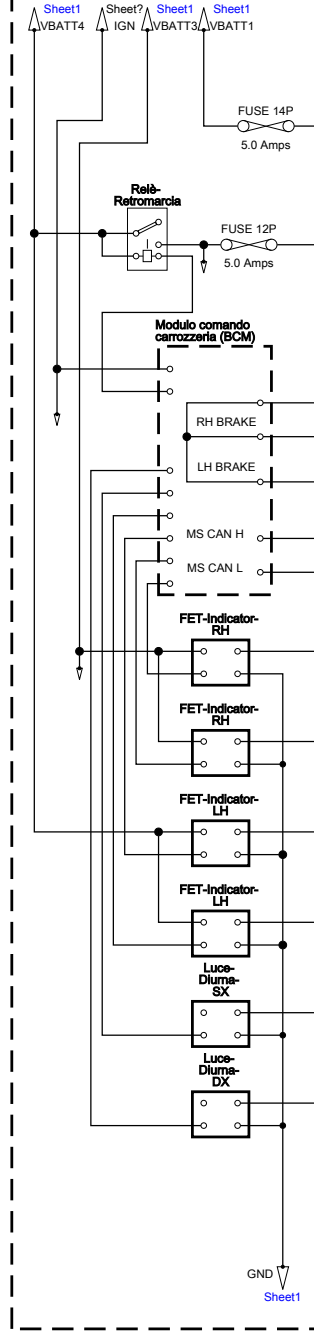 Sheet1 Sheet? Sheet1 Sheet1
VBATT4 IGN VBATT3 VBATT1
FUSE 14P
5.0 Amps
Relè-
Retromarcia
FUSE 12P
5.0 Amps
Modulo comando
carrozzeria (BCM)
RH BRAKE
LH BRAKE
MS CAN H
MS CAN L
FET-Indicator-
RH
FET-Indicator-
RH
FET-Indicator-
LH
FET-Indicator-
LH
Luce-
Diurna-
SX
Luce-
Diurna-
DX
GND
Sheet1